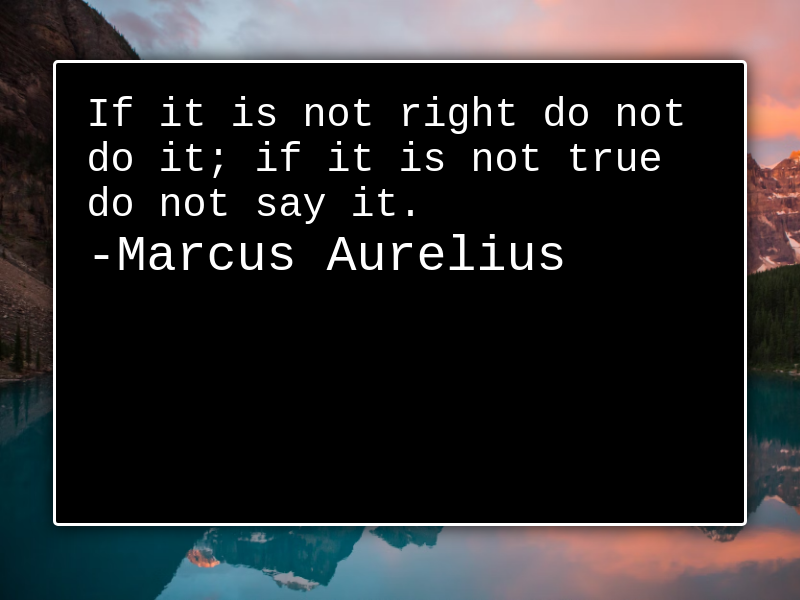 If it is not right do not
do it; if it is not true
do not say it.
-Marcus Aurelius